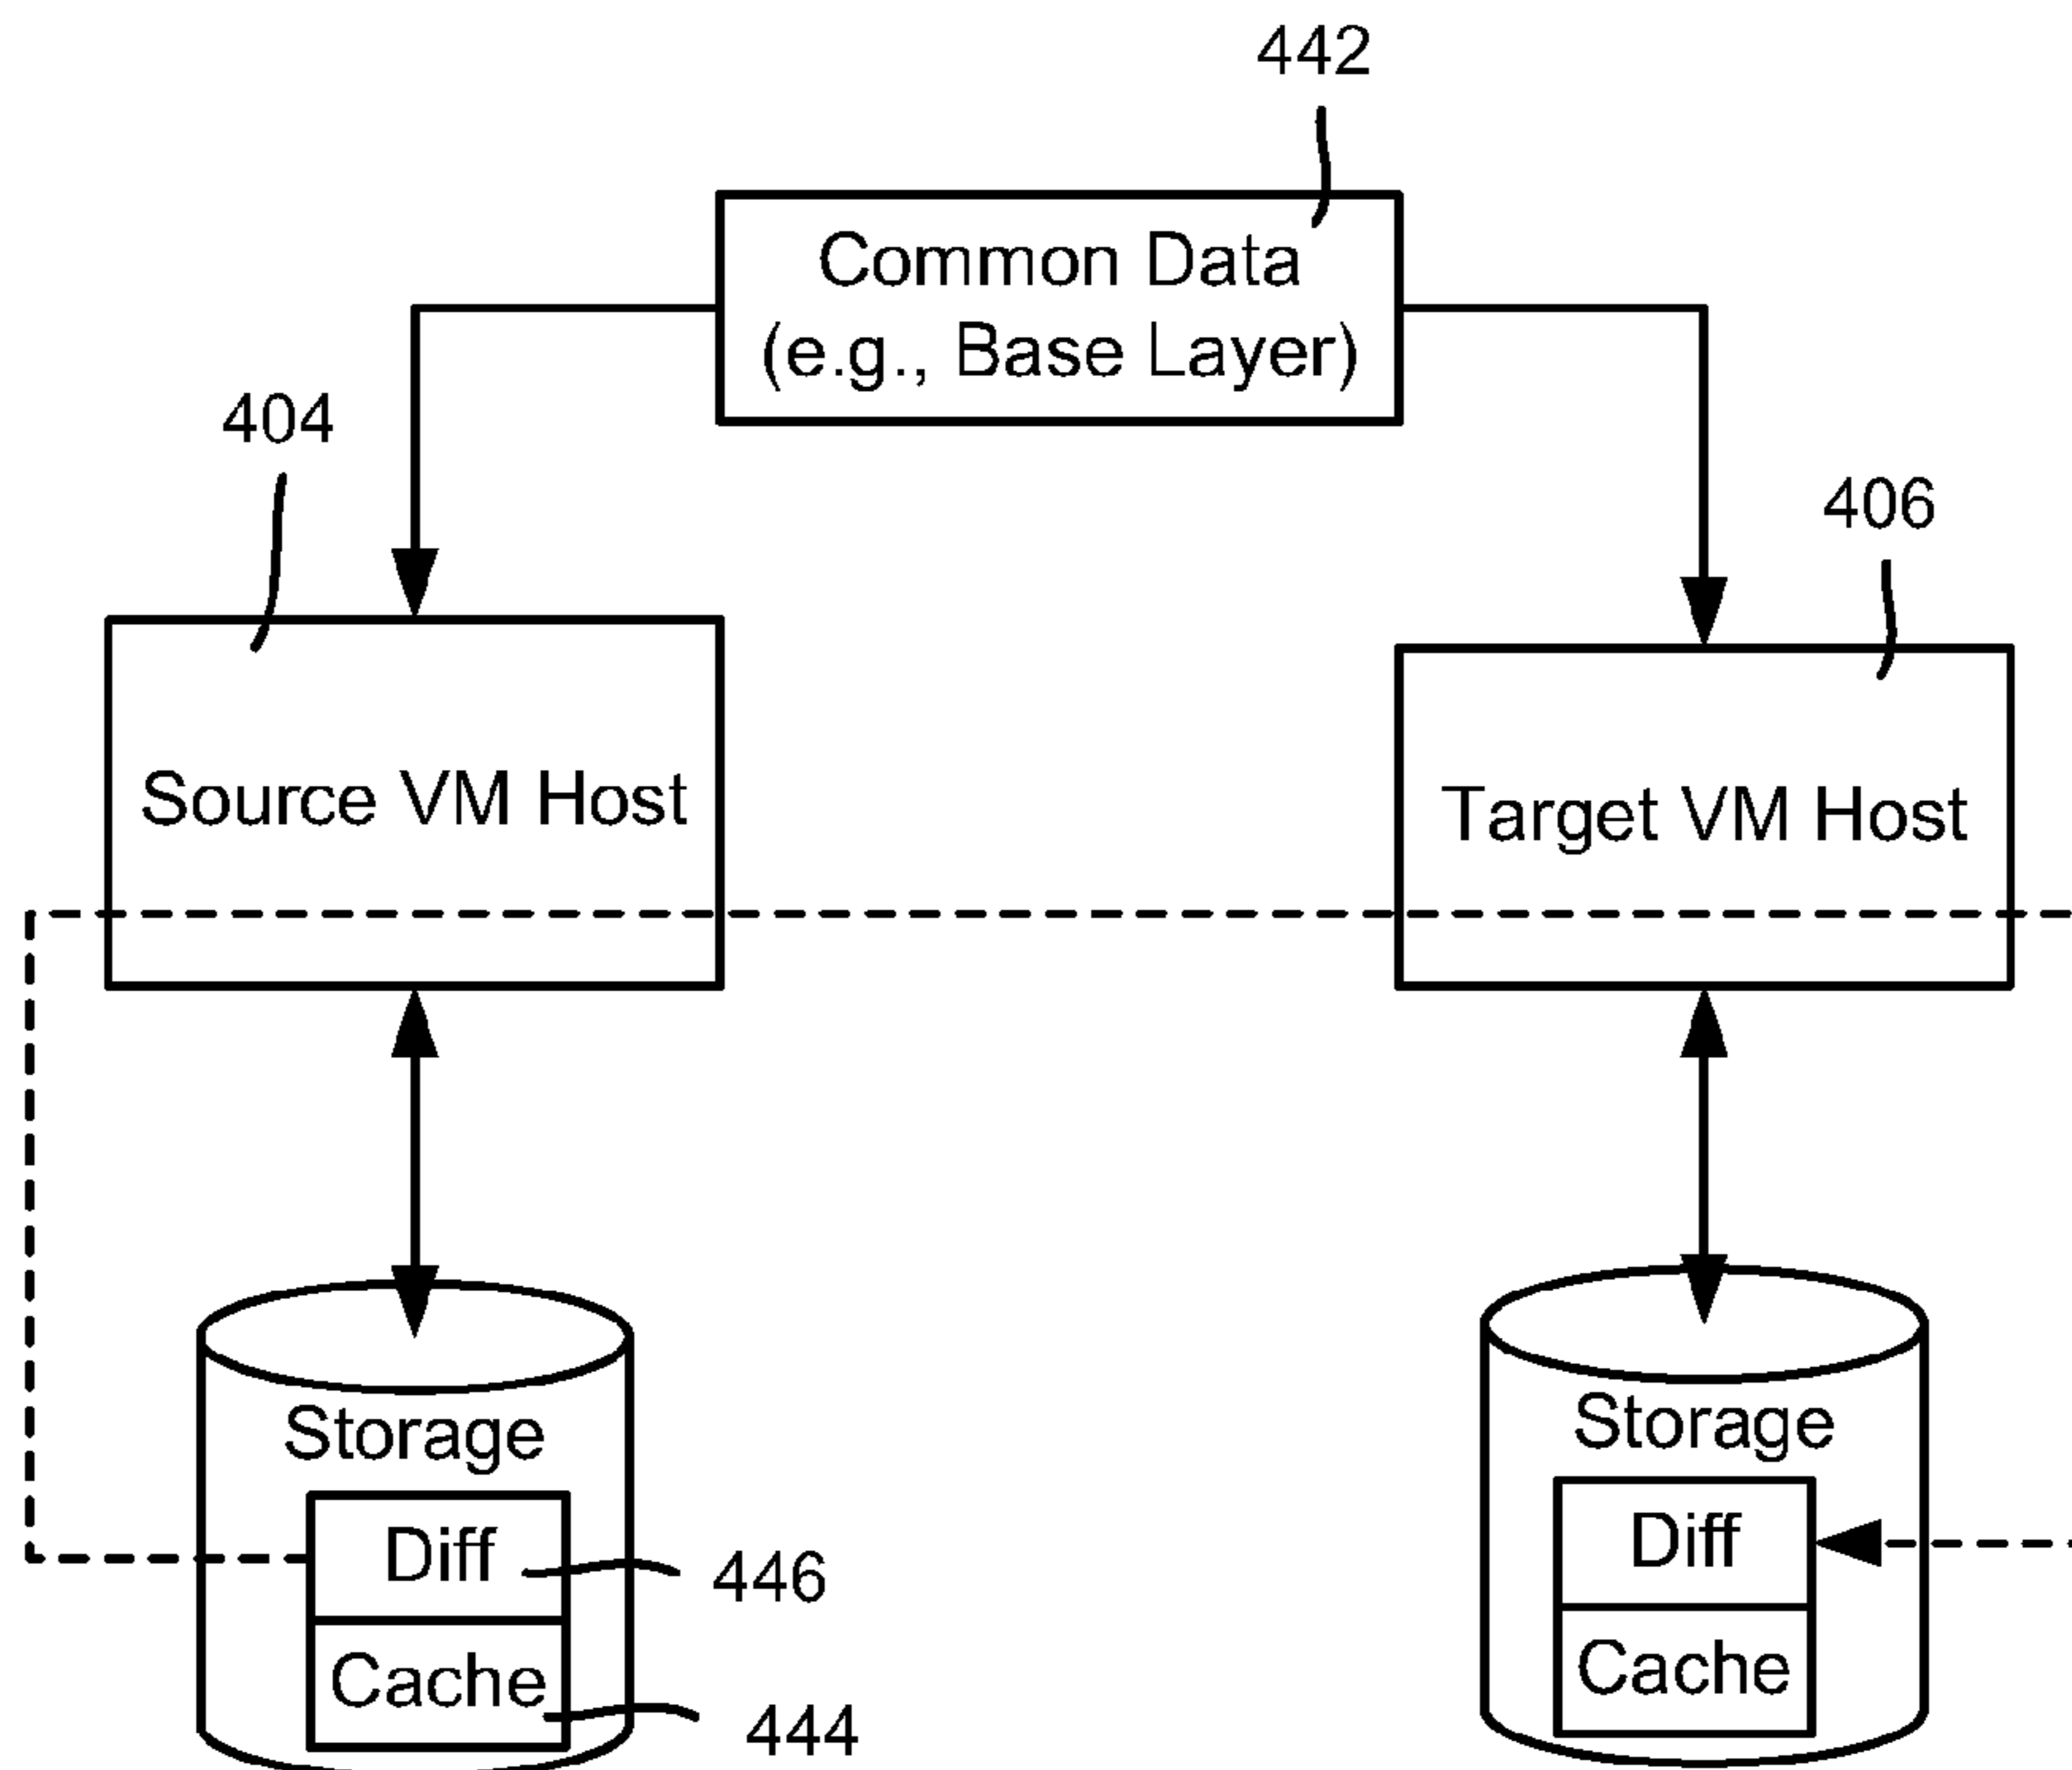 442
Common Data
(e.g., Base Layer)
404
406
Source VM Host
Target VM Host
Storage
Storage
Diff
446
Diff
Cache
444
Cache